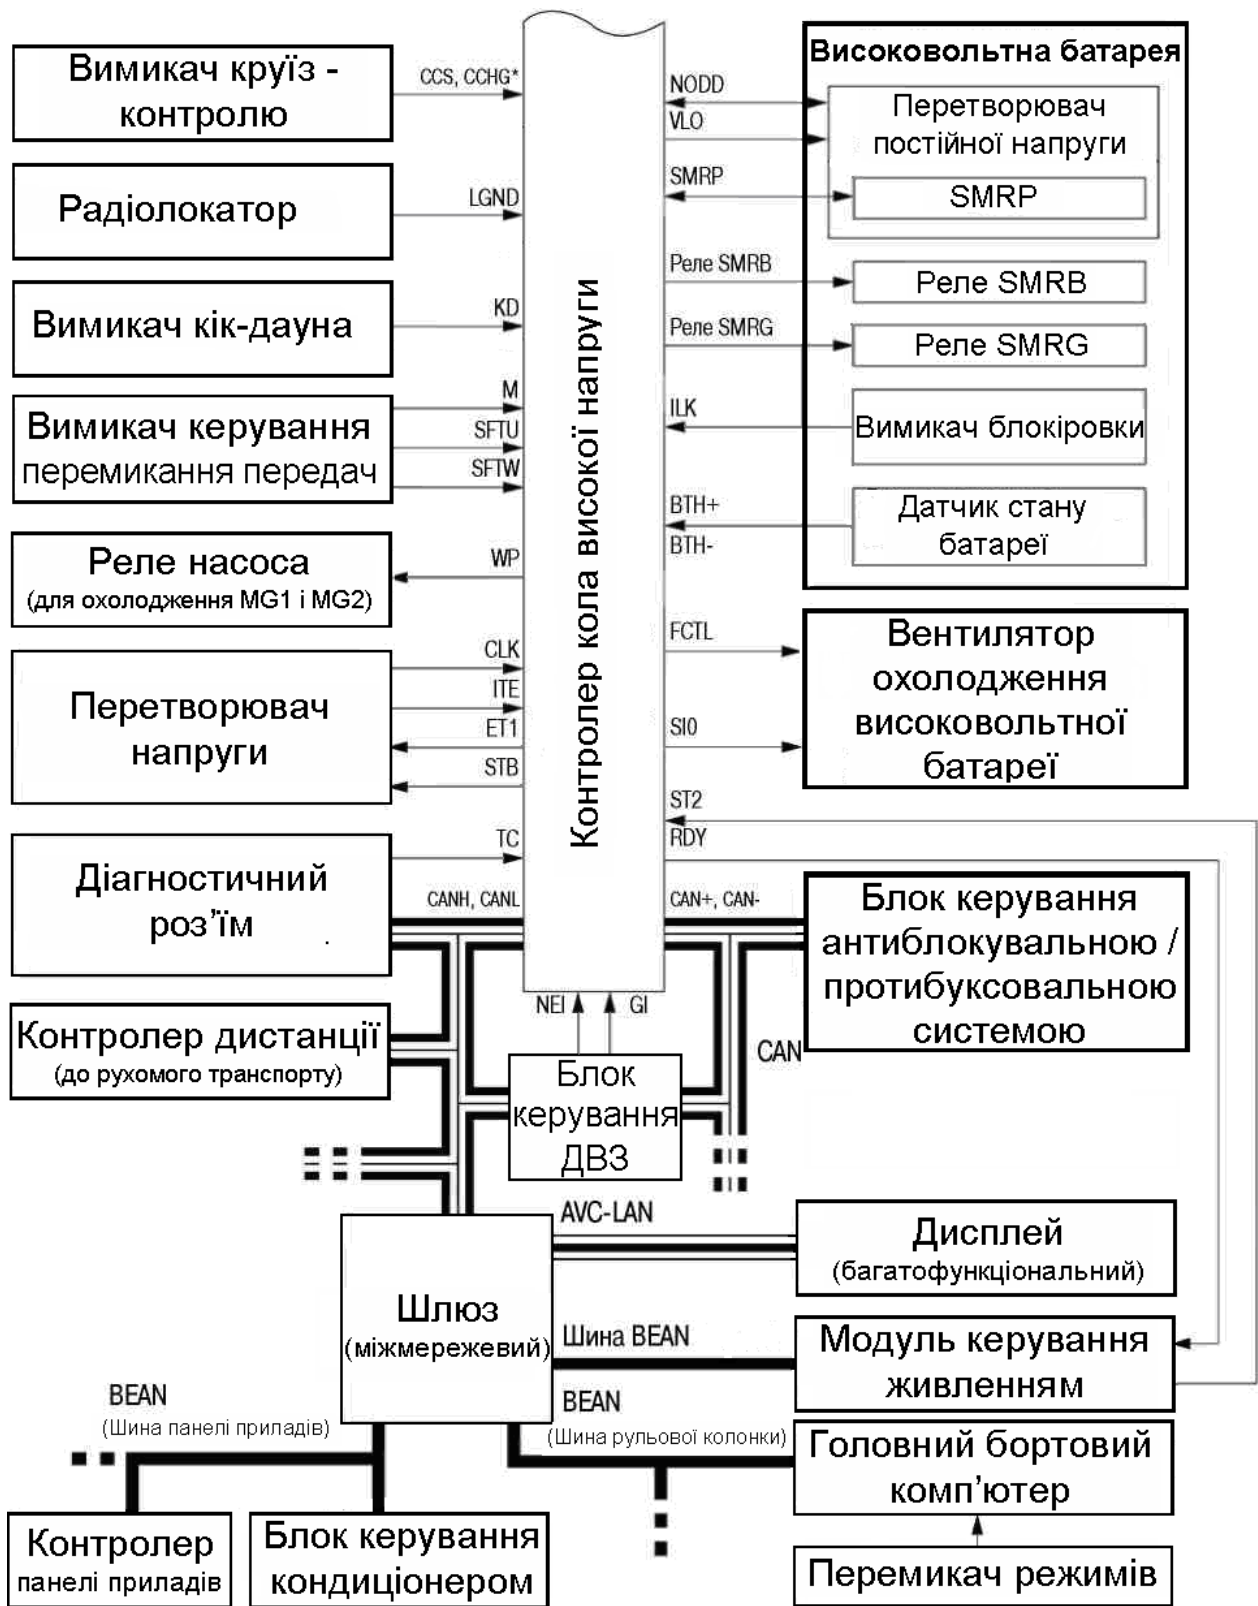 Вимикач круїз -
контролю
CCS, CCHG*
Радіолокатор
LGND
Вимикач кік-дауна
KD
Вимикач керування
перемикання передач
M
SFTU
SFTW
Реле насоса
(для охолодження MG1 і MG2)
WP
Перетворювач
напруги
CLK
ITE
ET1
STB
Діагностичний
роз’їм
TC
CANH, CANL
Контролер дистанції
(до рухомого транспорту)
Контролер кола високої напруги
NODD
VLO
SMRP
Реле SMRB
Реле SMRG
ILK
BTH+
BTH-
FCTL
SI0
ST2
RDY
CAN+, CAN-
Високовольтна батарея
Перетворювач
постійної напруги
SMRP
Реле SMRB
Реле SMRG
Вимикач блокіровки
Датчик стану
батареї
Вентилятор
охолодження
високовольтної
батареї
Блок керування
антиблокувальною /
протибуксовальною
системою
NEI
GI
CAN
Блок
керування
ДВЗ
AVC-LAN
Дисплей
(багатофункціональний)
Шлюз
(міжмережевий)
Шина BEAN
Модуль керування
живленням
BEAN
(Шина панелі приладів)
BEAN
(Шина рульової колонки)
Головний бортовий
комп’ютер
Контролер
панелі приладів
Блок керування
кондиціонером
Перемикач режимів